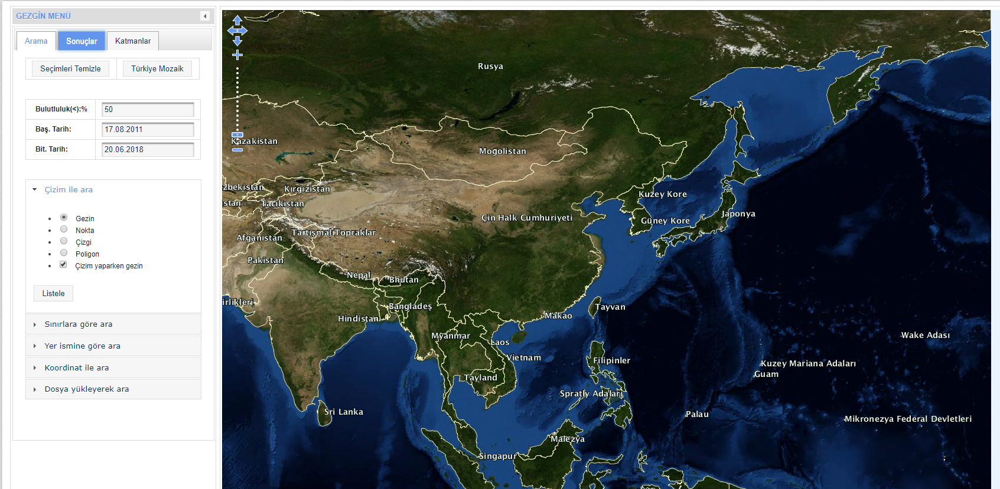 GEZGİN MENÜ
Arama
Sonuçlar
Katmanlar
Seçimleri Temizle
Türkiye Mozaik
Bulutluluk(<):%
50
Baş. Tarih:
17.08.2011
Bit. Tarih:
20.06.2018
Çizim ile ara
Gezin
Nokta
Çizgi
Poligon
Çizim yaparken gezin
Listele
Sınırlara göre ara
Yer ismine göre ara
Koordinat ile ara
Dosya yükleyerek ara
Rusya
Kazakistan
Moğolistan
zbekistan
Kırgızistan
Kuzey Kore
stan
Tacikistan
Japonya
Çin Halk Cumhuriyeti
Güney Kore
Tartışmalı Topraklar
Afganistan
Pakistan
Nepal
Bhutan
irlikleri
Bangladeş
Tayvan
Hindistan
Makao
Myanmar
Laos
Wake Adası
Vietnam
Filipinler
Kuzey Mariana Adaları
Guam
Tayland
Spratly Adaları
Sri Lanka
Palau
Mikronezya Federal Devletleri
Malezya
Singapur